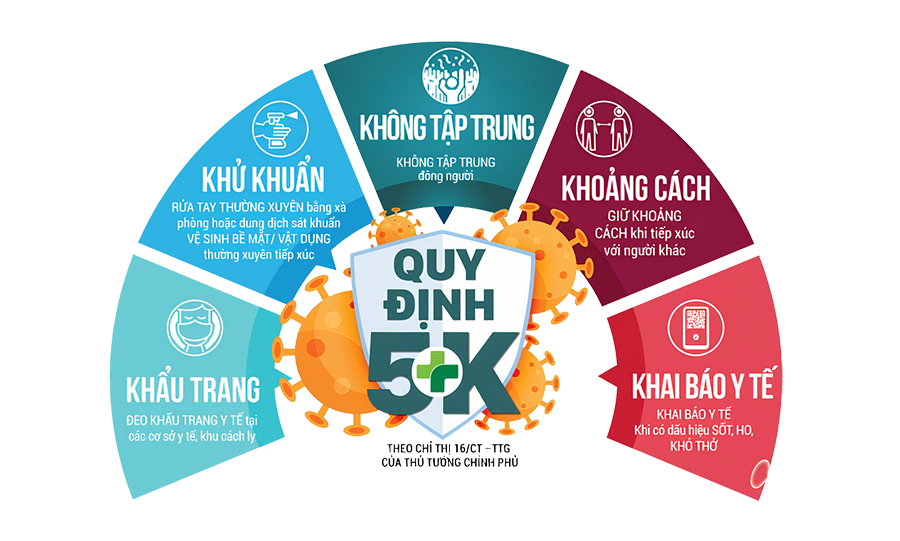 KHẨU TRANG
ĐEO KHẨU TRANG Y TẾ tại
các cơ sở y tế, khu cách ly
KHỬ KHUẨN
RỬA TAY THƯỜNG XUYÊN bằng xà
phòng hoặc dung dịch sát khuẩn
VỆ SINH BỀ MẶT/ VẬT DỤNG
thường xuyên tiếp xúc
KHÔNG TẬP TRUNG
KHÔNG TẬP TRUNG
đông người
KHOẢNG CÁCH
GIỮ KHOẢNG
CÁCH khi tiếp xúc
với người khác
KHAI BÁO Y TẾ
KHAI BÁO Y TẾ
Khi có dấu hiệu SỐT, HO,
KHÓ THỞ
QUY
ĐỊNH
5K
THEO CHỈ THỊ 16/CT –TTG
CỦA THỦ TƯỚNG CHÍNH PHỦ